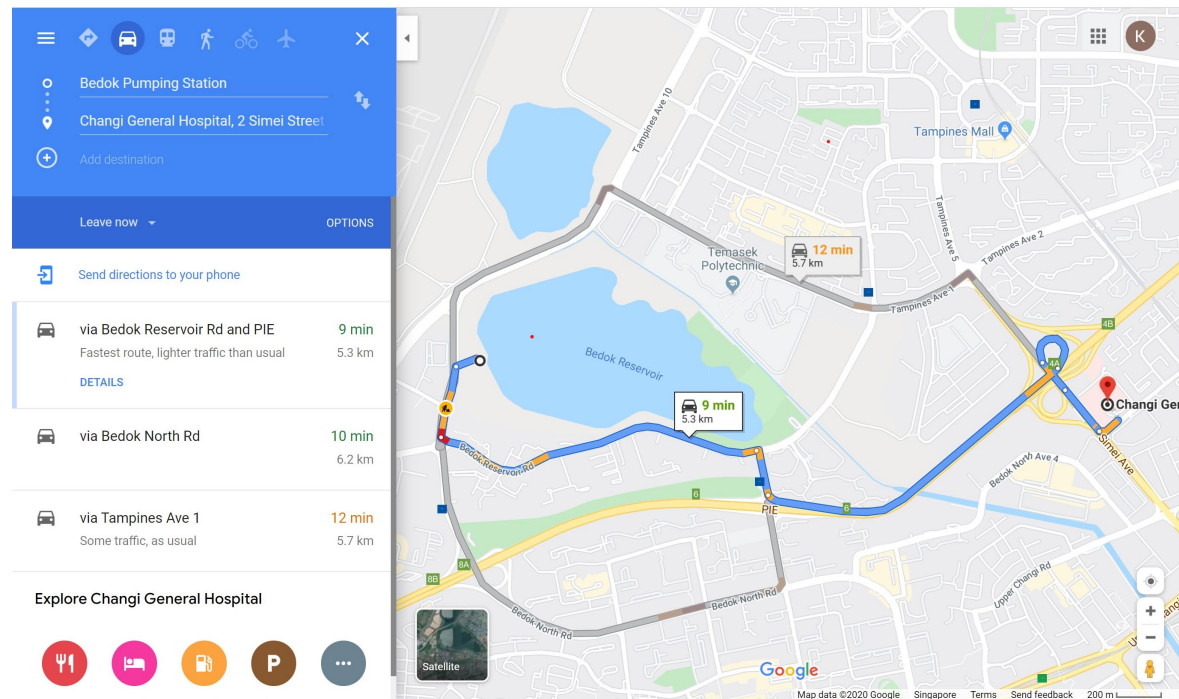 Bedok Pumping Station
Changi General Hospital, 2 Simei Street
Add destination
Leave now
OPTIONS
Send directions to your phone
via Bedok Reservoir Rd and PIE
9 min
Fastest route, lighter traffic than usual
5.3 km
DETAILS
via Bedok North Rd
10 min
6.2 km
via Tampines Ave 1
12 min
Some traffic, as usual
5.7 km
Explore Changi General Hospital
P
K
Tampines Ave 10
Tampines Mall
Tampines Ave 5
Tampines Ave 2
Temasek
Polytechnic
12 min
5.7 km
Tampines Ave 1
4B
4A
Bedok Reservoir
9 min
5.3 km
Changi Ger
Simei Ave
Bedok Reservoir Rd
Bedok North Ave 4
6
6
PIE
8A
8B
Upper Changi Rd
Bedok North Rd
Bedok North Rd
Satellite
Google
Map data ©2020 Google
Singapore
Terms
Send feedback
200 m